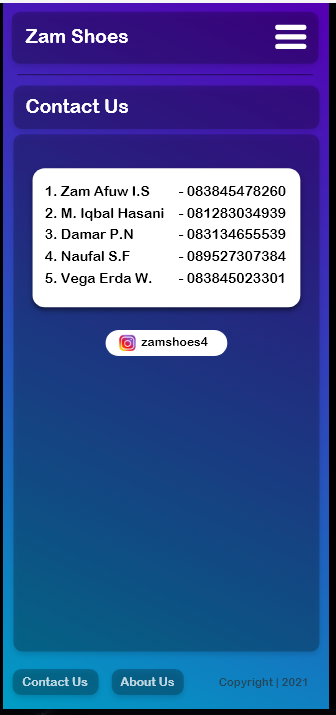 Zam Shoes
Contact Us
1. Zam Afuw I.S - 083845478260
2. M. Iqbal Hasani - 081283034939
3. Damar P.N - 083134655539
4. Naufal S.F - 089527307384
5. Vega Erda W. - 083845023301
zamshoes4
Contact Us About Us Copyright | 2021